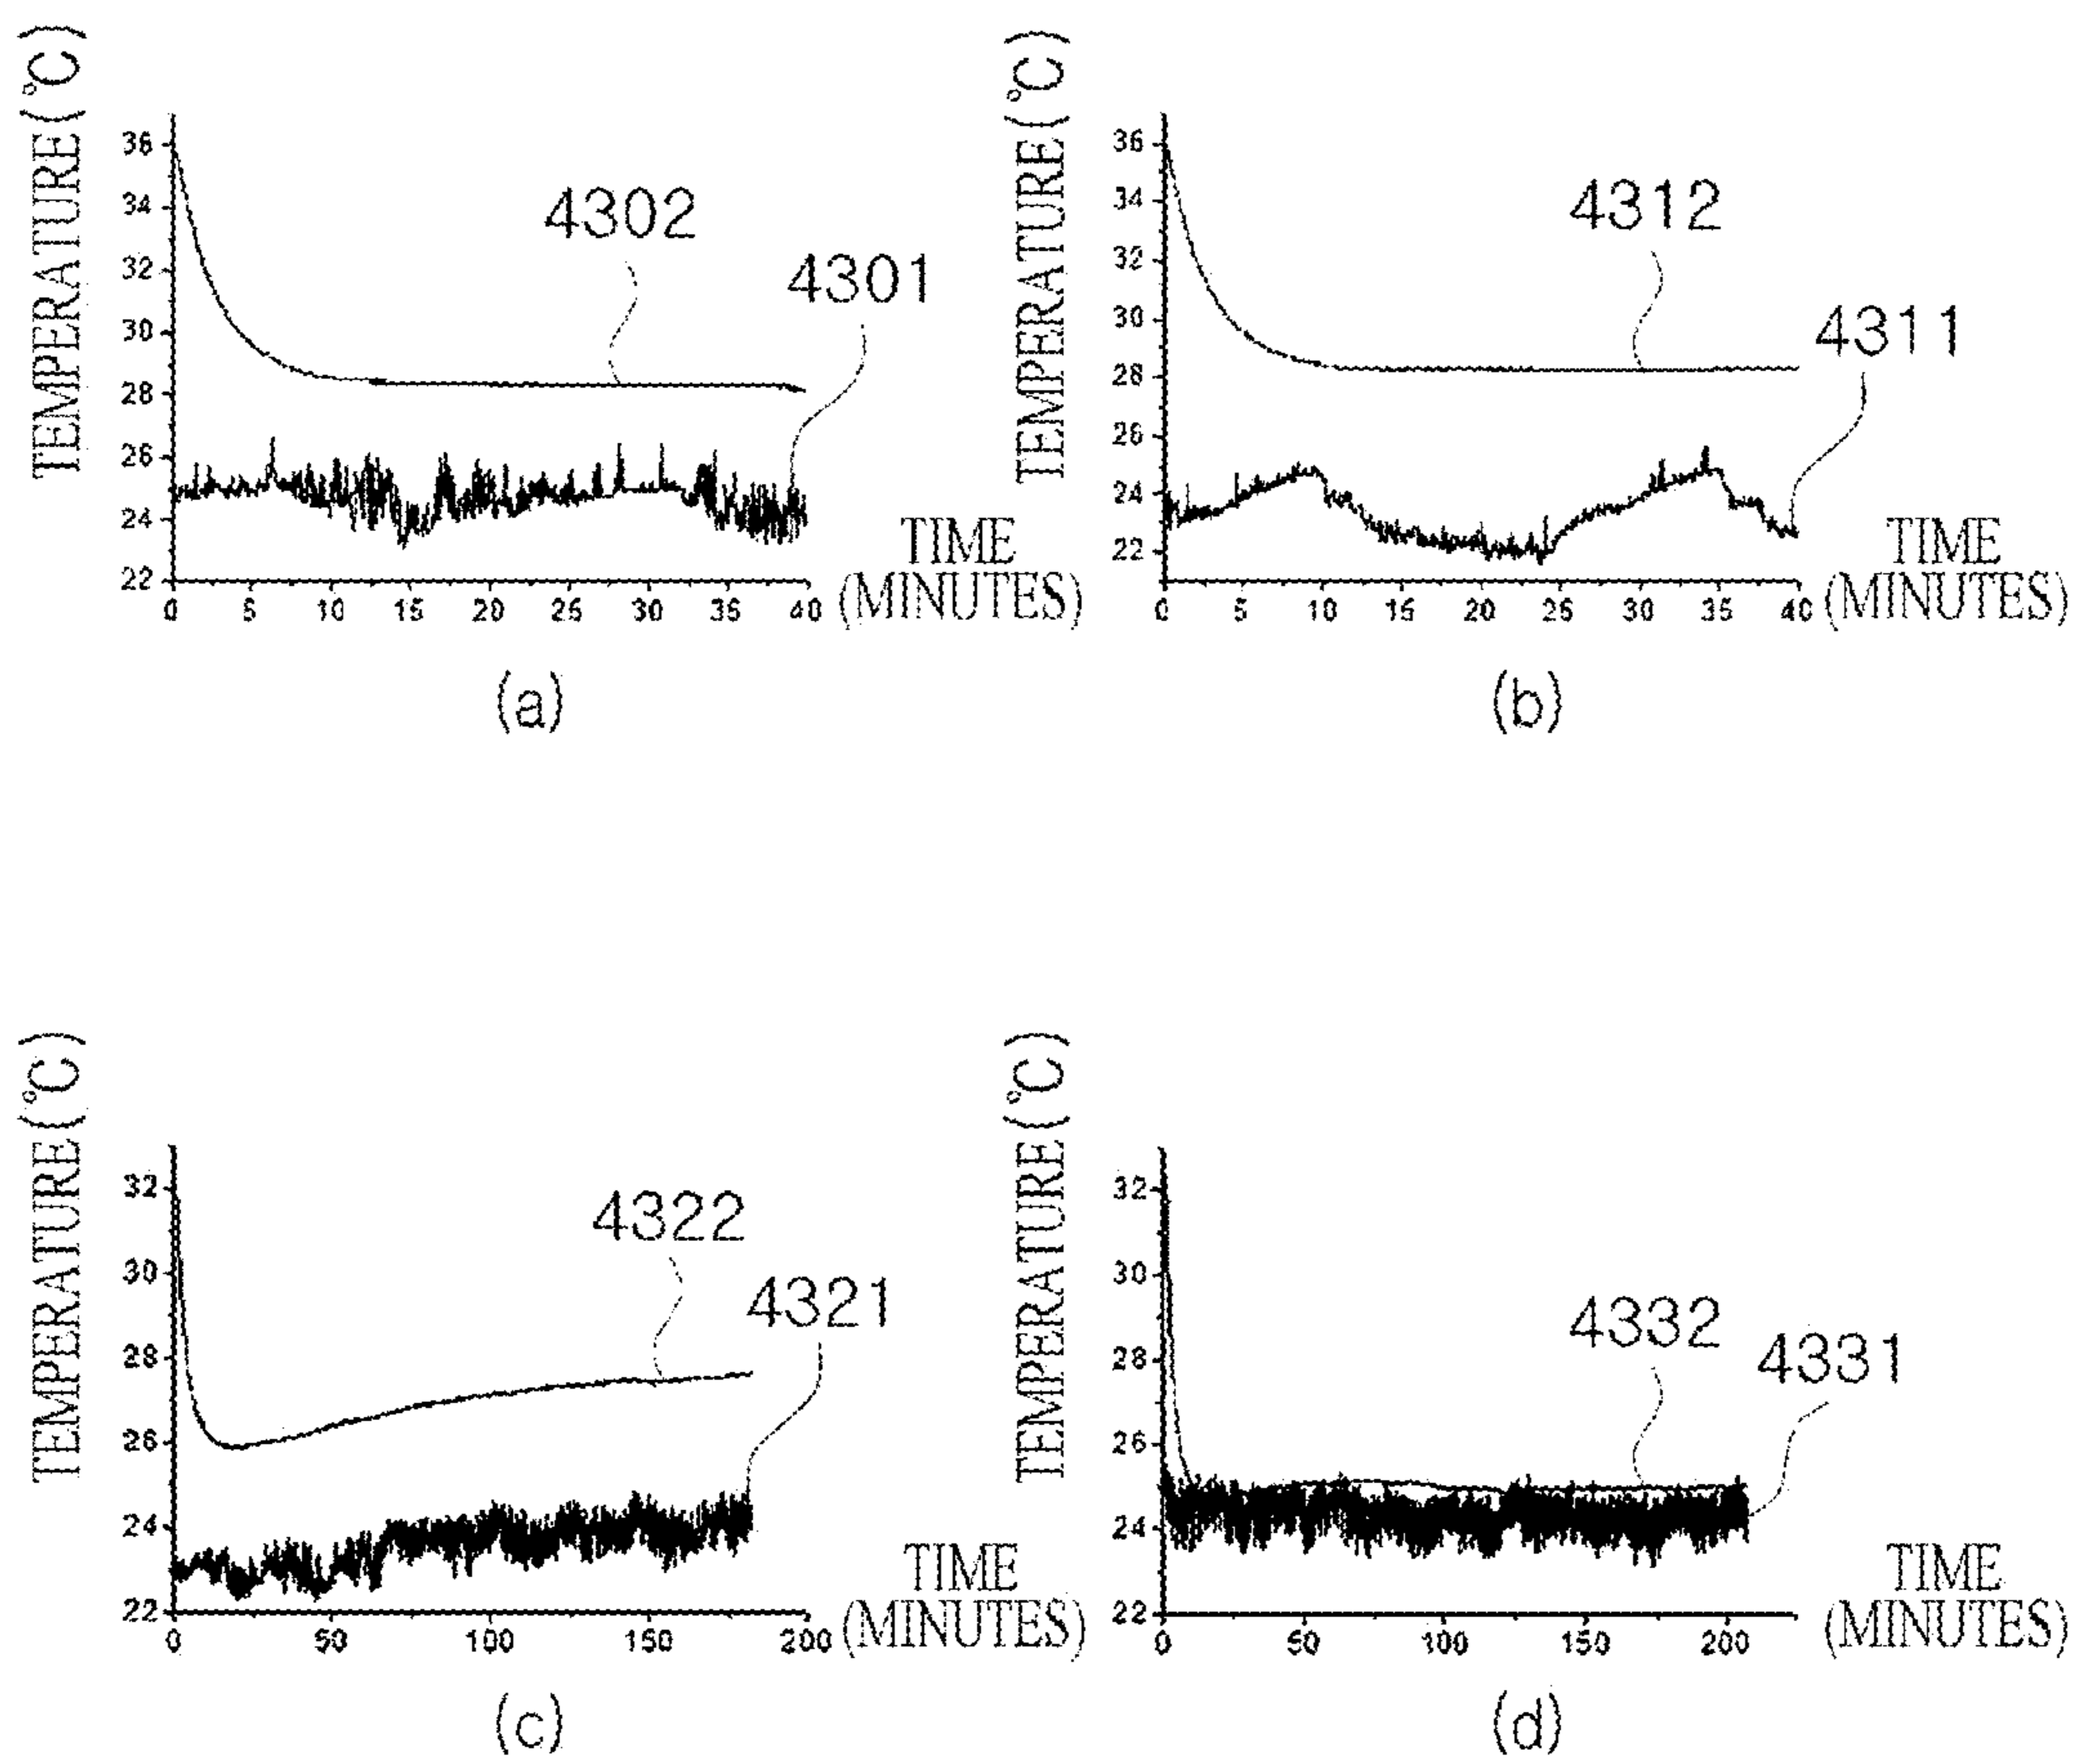 TEMPERATURE(℃)
36
34
32
30
28
26
24
22
0 5 10 15 20 25 30 35 40
4302
4301
TIME
(MINUTES)
(a)
TEMPERATURE(℃)
36
34
32
30
28
26
24
22
0 5 10 15 20 25 30 35 40
4312
4311
TIME
(MINUTES)
(b)
TEMPERATURE(℃)
32
30
28
26
24
22
0 50 100 150 200
4322
4321
TIME
(MINUTES)
(c)
TEMPERATURE(℃)
32
30
28
26
24
22
0 50 100 150 200
4332
4331
TIME
(MINUTES)
(d)